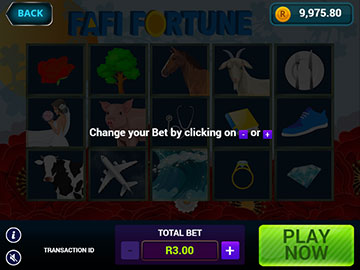 BACK
FAFI FORTUNE
R 9,975.80
Change your Bet by clicking on - or +
i
TOTAL BET
TRANSACTION ID
- R3.00 +
PLAY
NOW